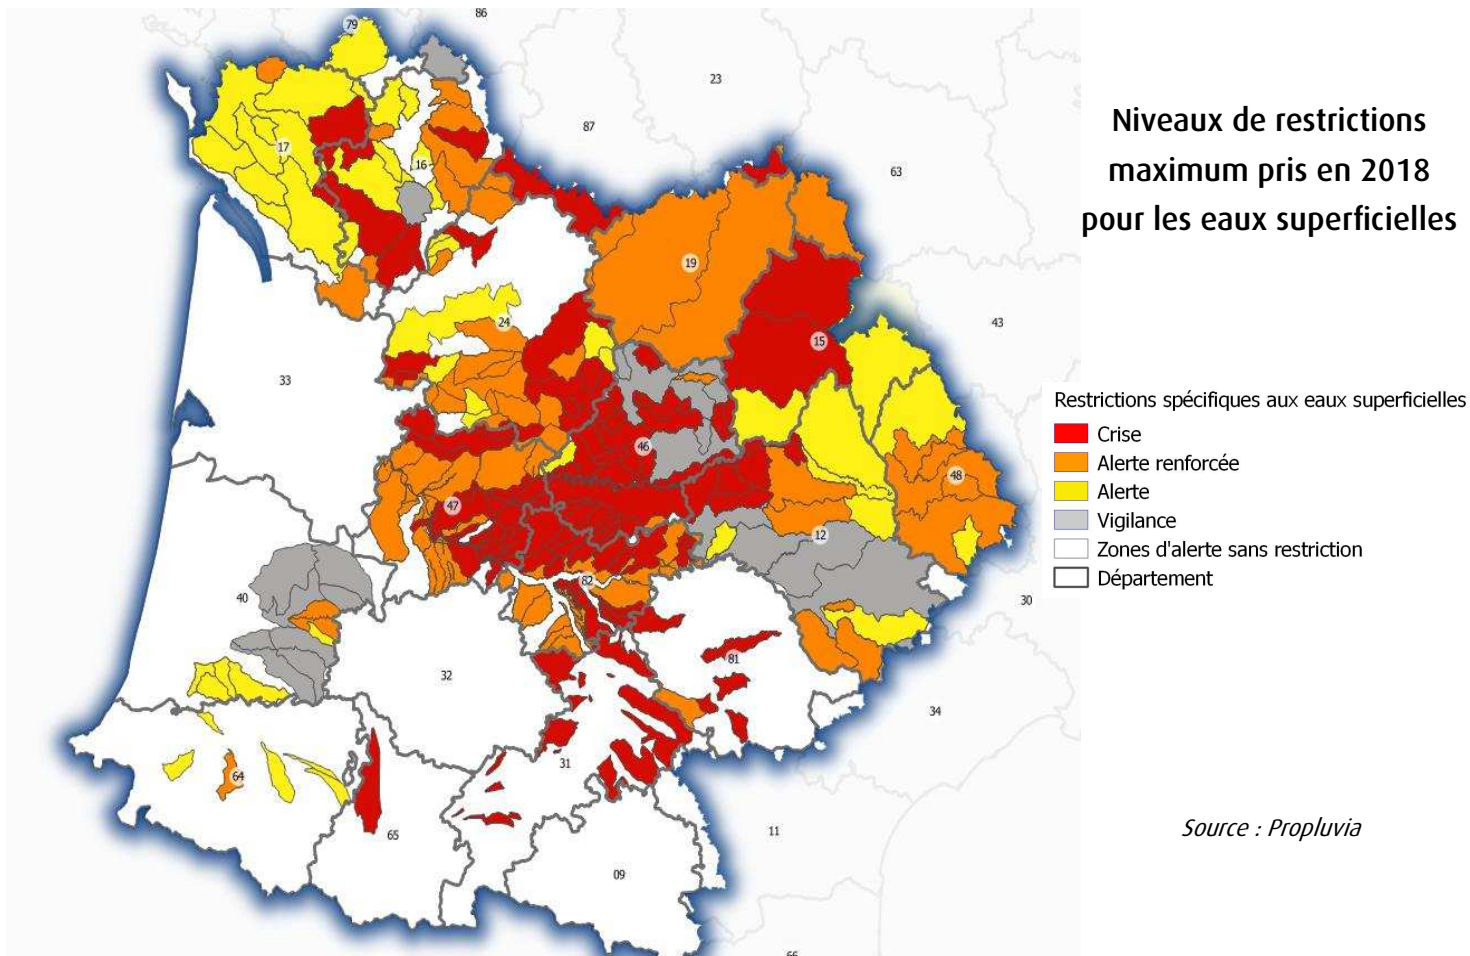 79
86
23
87
63
17
16
19
15
43
24
33
46
48
47
12
82
40
30
81
32
34
31
64
65
11
09
66
Niveaux de restrictions
maximum pris en 2018
pour les eaux superficielles
Restrictions spécifiques aux eaux superficielles
Crise
Alerte renforcée
Alerte
Vigilance
Zones d'alerte sans restriction
Département
Source : Propluvia